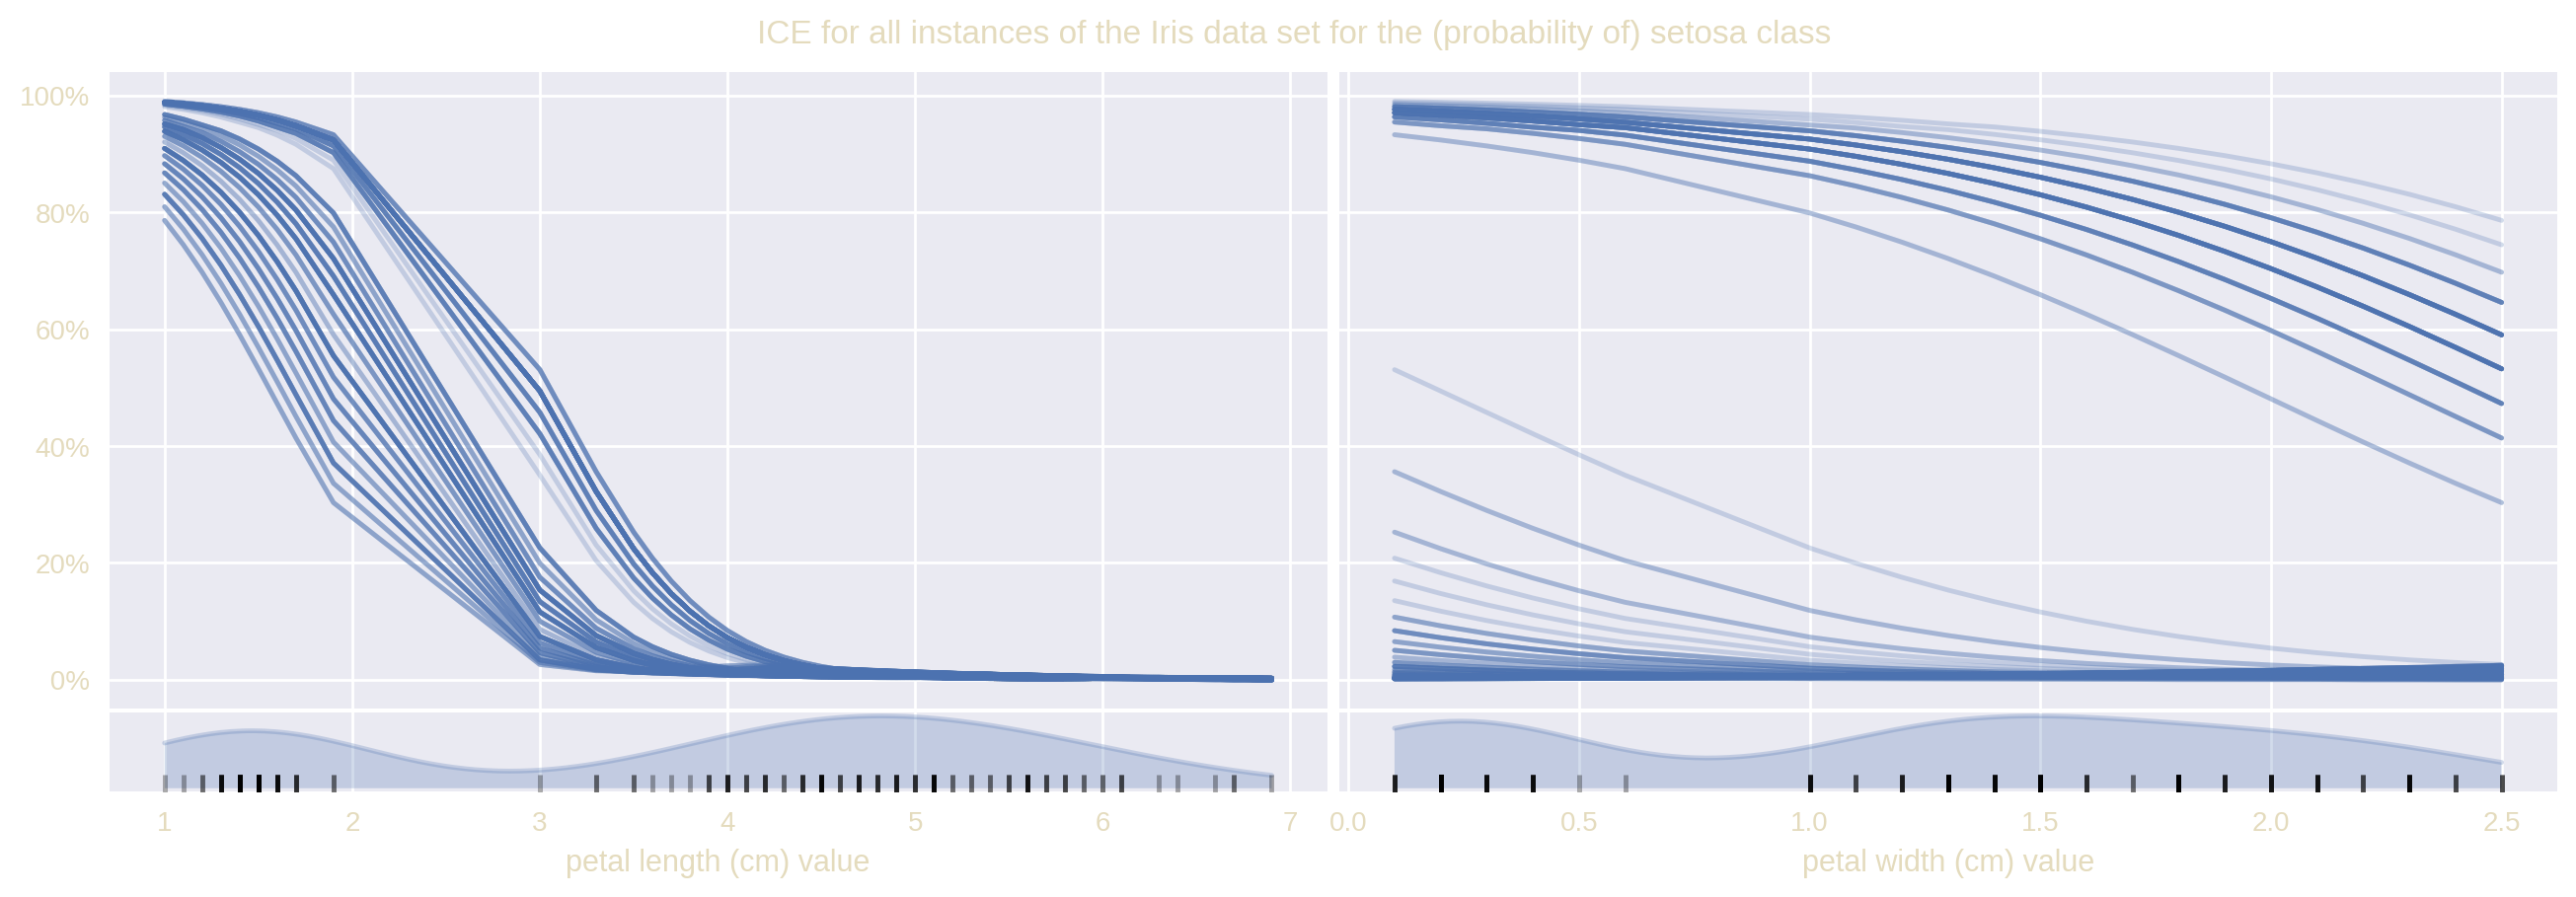 ICE for all instances of the Iris data set for the (probability of) setosa class
100%
80%
60%
40%
20%
0%
1 2 3 4 5 6 7
0.0 0.5 1.0 1.5 2.0 2.5
petal length (cm) value
petal width (cm) value